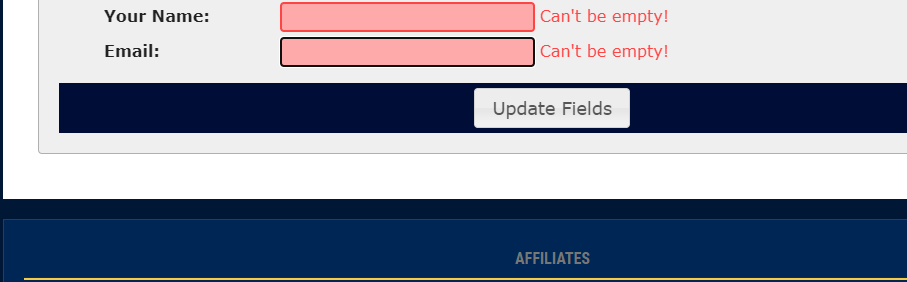 Your Name: Can't be empty!
Email: Can't be empty!
Update Fields
AFFILIATES